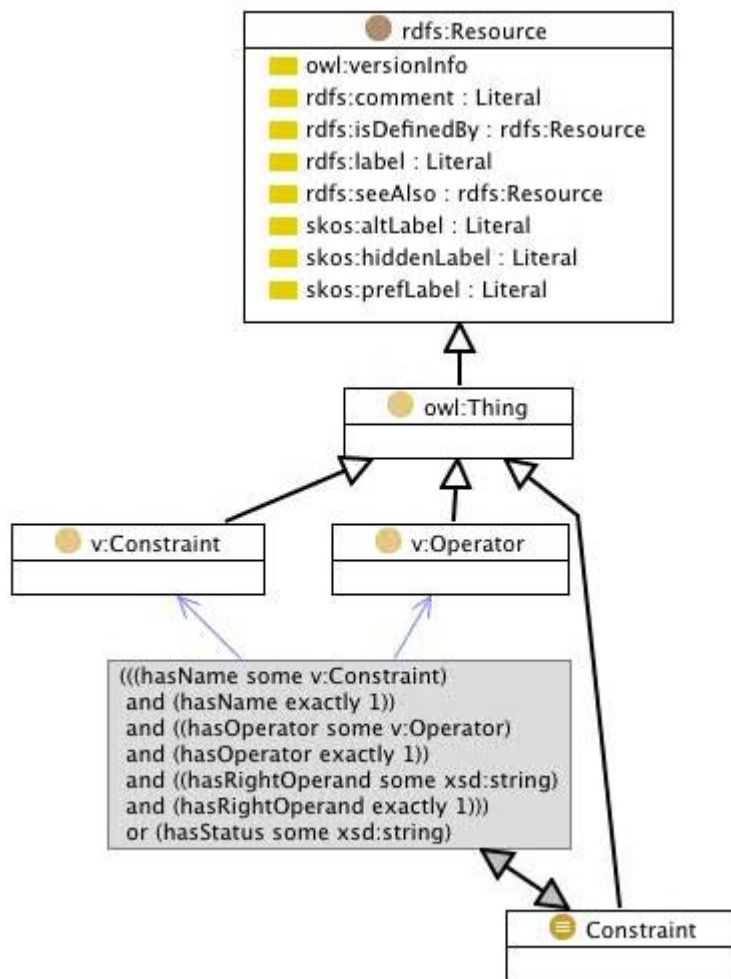 rdfs:Resource
owl:versionInfo
rdfs:comment : Literal
rdfs:isDefinedBy : rdfs:Resource
rdfs:label : Literal
rdfs:seeAlso : rdfs:Resource
skos:altLabel : Literal
skos:hiddenLabel : Literal
skos:prefLabel : Literal
owl:Thing
v:Constraint
v:Operator
(((hasName some v:Constraint)
and (hasName exactly 1))
and ((hasOperator some v:Operator)
and (hasOperator exactly 1))
and ((hasRightOperand some xsd:string)
and (hasRightOperand exactly 1)))
or (hasStatus some xsd:string)
Constraint